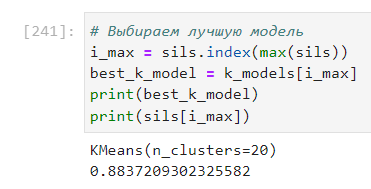 [241]:
# Выбираем лучшую модель
i_max = sils.index(max(sils))
best_k_model = k_models[i_max]
print(best_k_model)
print(sils[i_max])
KMeans(n_clusters=20)
0.8837209302325582